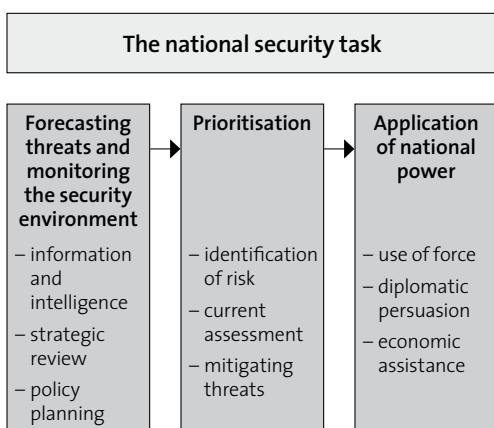 The national security task
Forecasting
threats and
monitoring
the security
environment
– information
and
intelligence
– strategic
review
– policy
planning
Prioritisation
– identification
of risk
– current
assessment
– mitigating
threats
Application
of national
power
– use of force
– diplomatic
persuasion
– economic
assistance